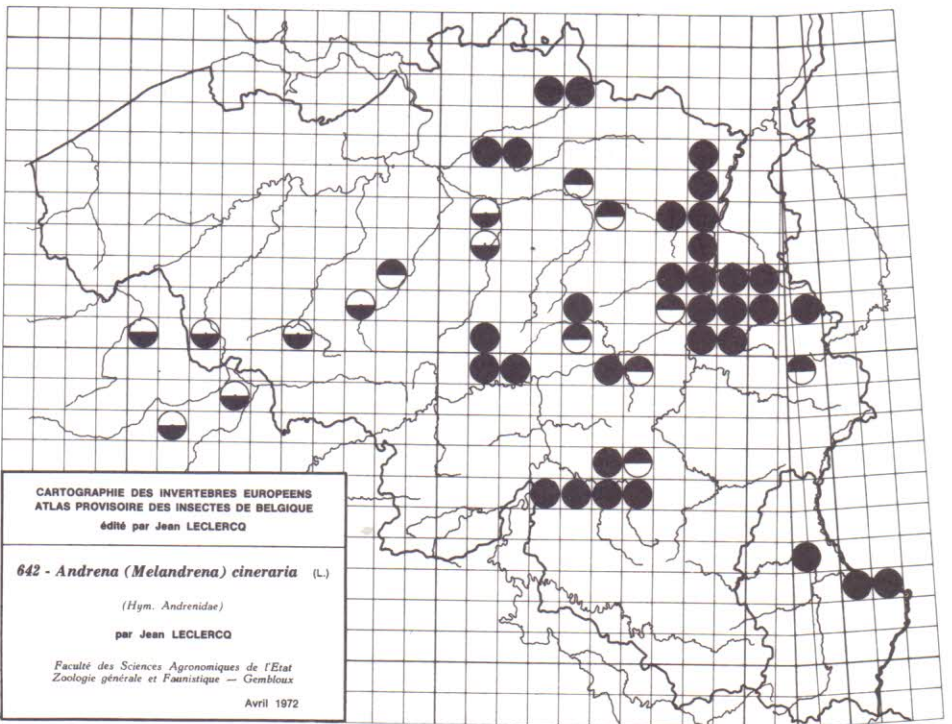 CARTOGRAPHIE DES INVERTEBRES EUROPEENS
ATLAS PROVISOIRE DES INSECTES DE BELGIQUE
édité par Jean LECLERCQ
642 - Andrena (Melandrena) cineraria (L.)
(Hym. Andrenidae)
par Jean LECLERCQ
Faculté des Sciences Agronomiques de l'Etat
Zoologie générale et Faunistique — Gembloux
Avril 1972